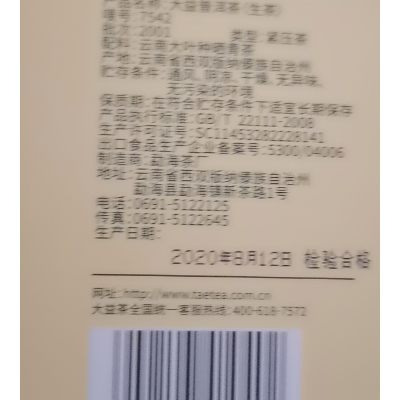 产品名称：大益普洱茶(生茶)
唛号：7542
批次：2001 类型：紧压茶
配料：云南大叶种晒青茶
产地：云南省西双版纳傣族自治州
贮存条件：通风、阴凉、干燥、无异味、
无污染的环境
保质期：在符合贮存条件下适宜长期保存
产品执行标准：GB/T 22111-2008
生产许可证号：SC11453282228141
出口食品生产企业备案号：5300/04006
制造商：勐海茶厂
地址：云南省西双版纳傣族自治州
勐海县勐海镇新茶路1号
电话：0691-5122125
传真：0691-5122645
生产日期：
2020年8月12日 检验合格
网址：http://www.taetea.com.cn
大益茶全国统一客服热线：400-618-7572